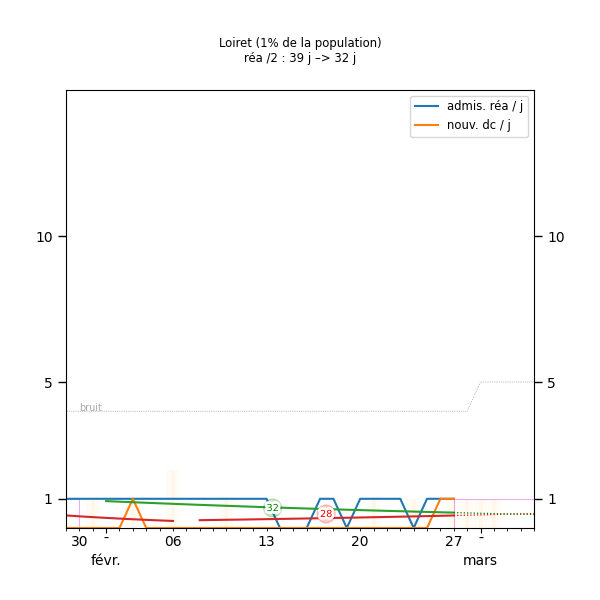 Loiret (1% de la population)
réa /2 : 39 j –> 32 j
admis. réa / j
nouv. dc / j
10 10
5 5
bruit
1 1
32 28
30 - 06 13 20 27 -
févr. mars